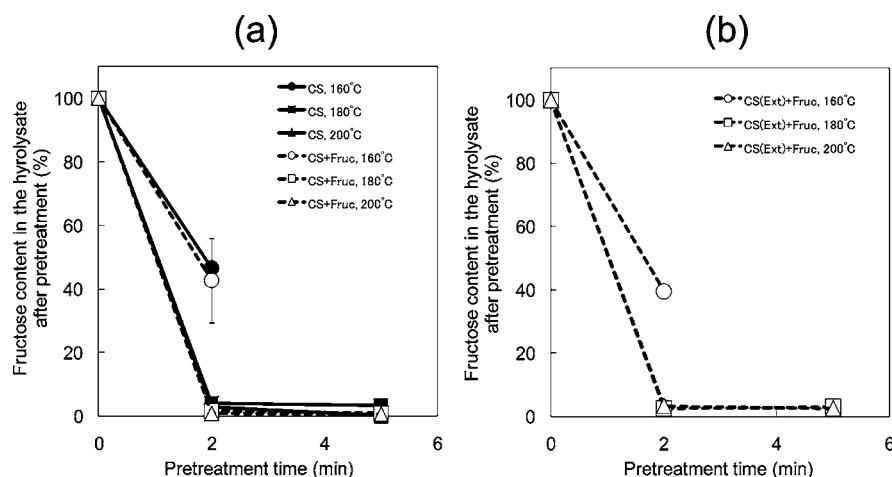 (a)
Fructose content in the hyrolysate
after pretreatment (%)
100
80
60
40
20
0
0
2
4
6
Pretreatment time (min)
CS, 160°C
CS, 180°C
CS, 200°C
CS+Fruc, 160°C
CS+Fruc, 180°C
CS+Fruc, 200°C
(b)
Fructose content in the hyrolysate
after pretreatment (%)
100
80
60
40
20
0
0
2
4
6
Pretreatment time (min)
CS(Ext)+Fruc, 160°C
CS(Ext)+Fruc, 180°C
CS(Ext)+Fruc, 200°C